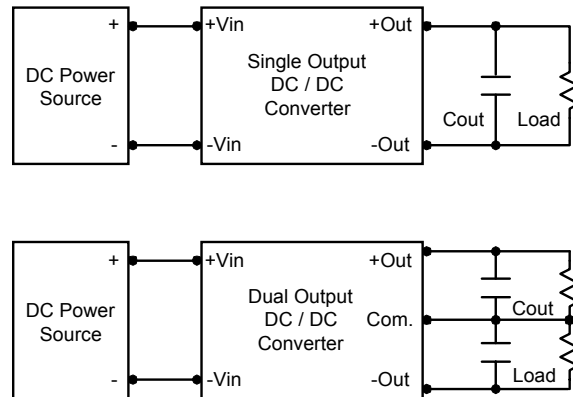 +
+Vin
+Out
DC Power
Source
Single Output
DC / DC
Converter
Cout
Load
-
-Vin
-Out
+
+Vin
+Out
DC Power
Source
Dual Output
DC / DC
Converter
Com.
Cout
Load
-
-Vin
-Out